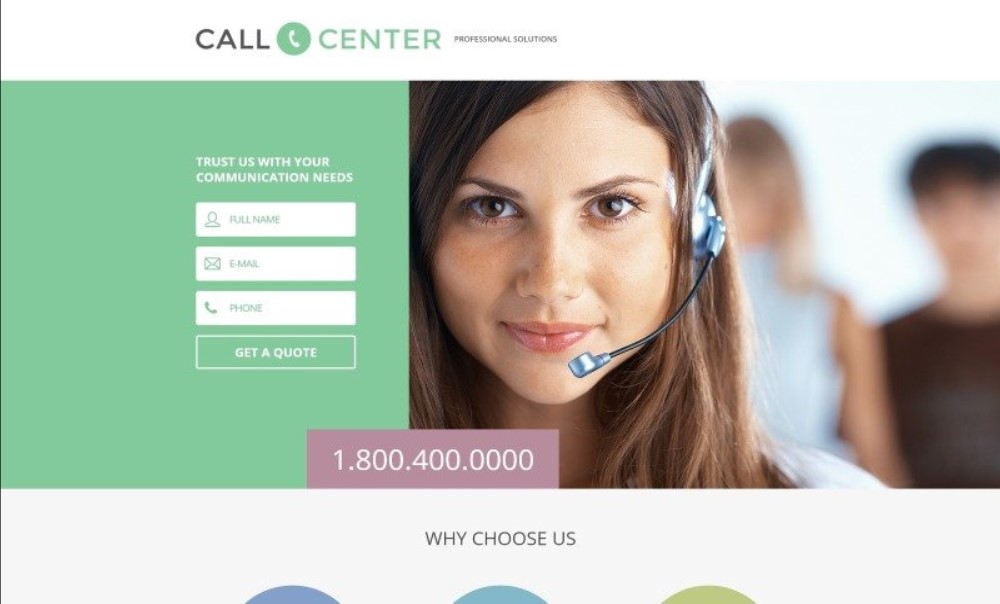 CALL CENTER PROFESSIONAL SOLUTIONS
TRUST US WITH YOUR
COMMUNICATION NEEDS
FULL NAME
E-MAIL
PHONE
GET A QUOTE
1.800.400.0000
WHY CHOOSE US